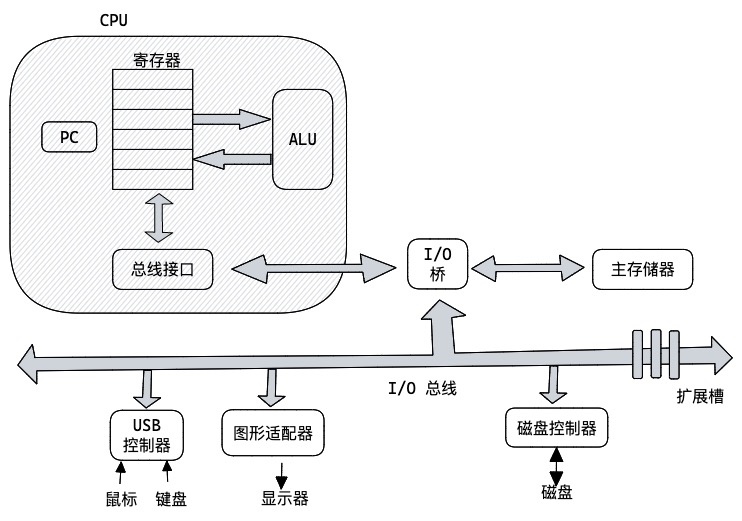 CPU
寄存器
PC
ALU
总线接口
I/O
桥
主存储器
I/O 总线
扩展槽
USB
控制器
图形适配器
磁盘控制器
鼠标
键盘
显示器
磁盘